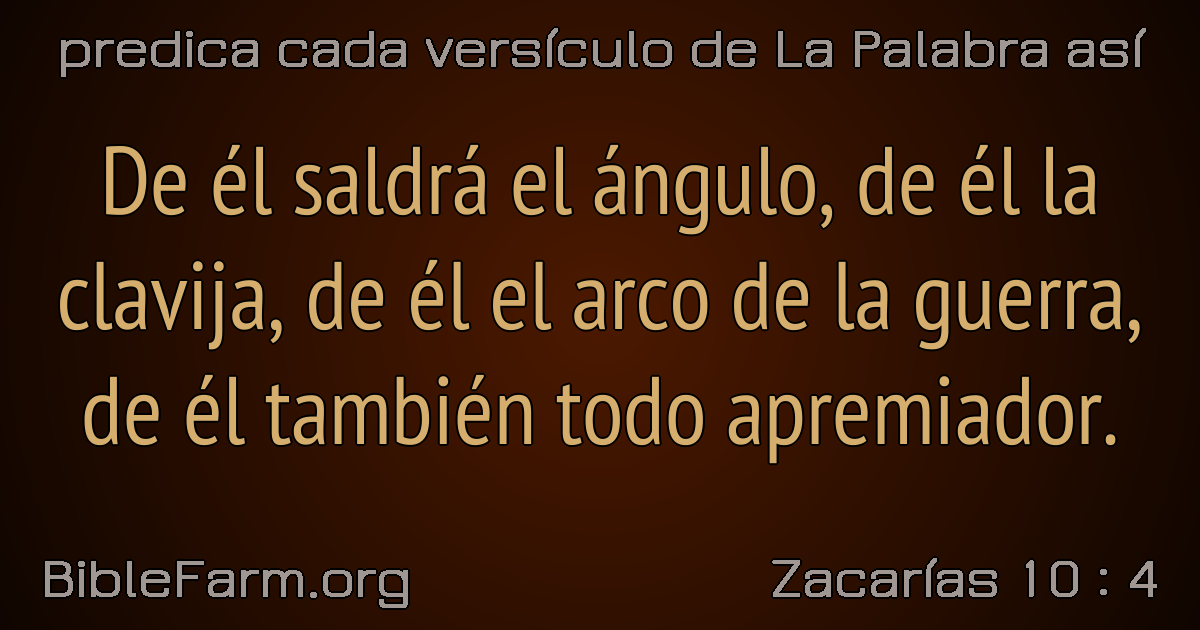 predica cada versículo de La Palabra así
De él saldrá el ángulo, de él la
clavija, de él el arco de la guerra,
de él también todo apremiador.
BibleFarm.org
Zacarías 10 : 4